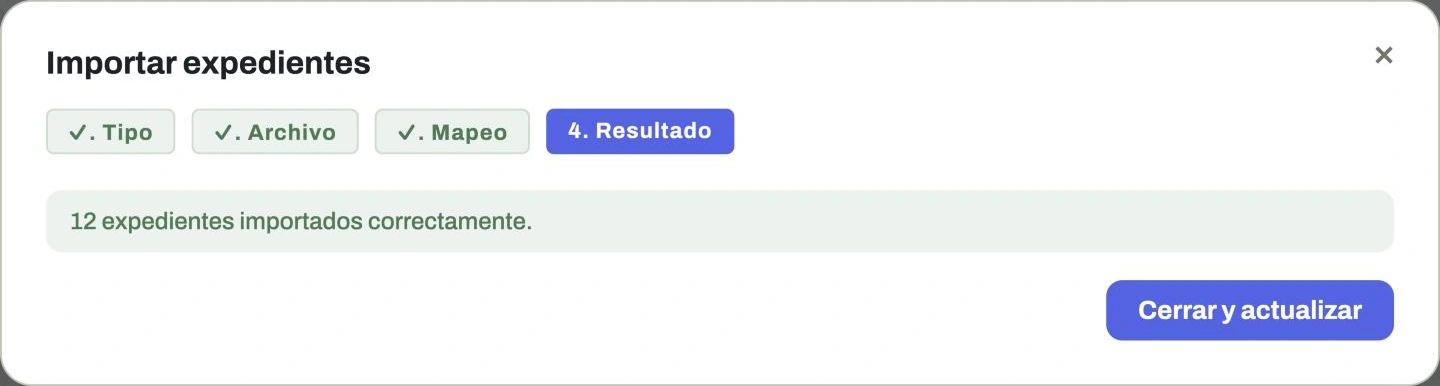 Importar expedientes
×
✓. Tipo
✓. Archivo
✓. Mapeo
4. Resultado
12 expedientes importados correctamente.
Cerrar y actualizar